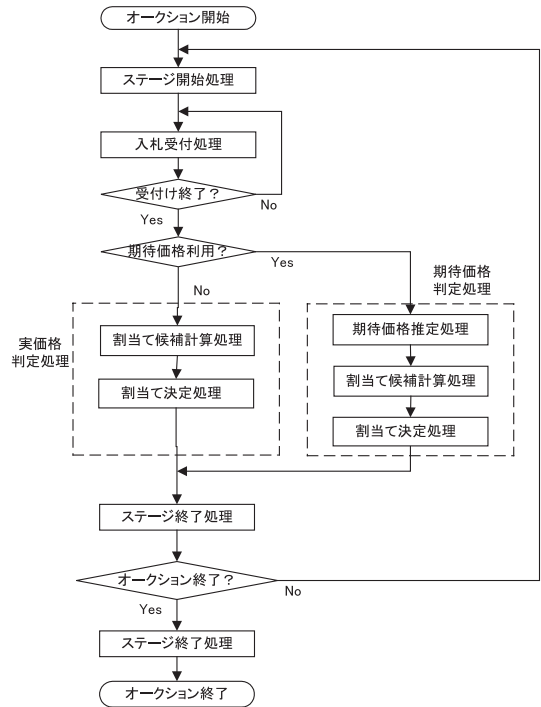 オークション開始
ステージ開始処理
入札受付処理
受付け終了？
No
Yes
期待価格利用？
Yes
No
期待価格
判定処理
実価格
判定処理
割当て候補計算処理
割当て決定処理
期待価格推定処理
割当て候補計算処理
割当て決定処理
ステージ終了処理
オークション終了？
No
Yes
ステージ終了処理
オークション終了